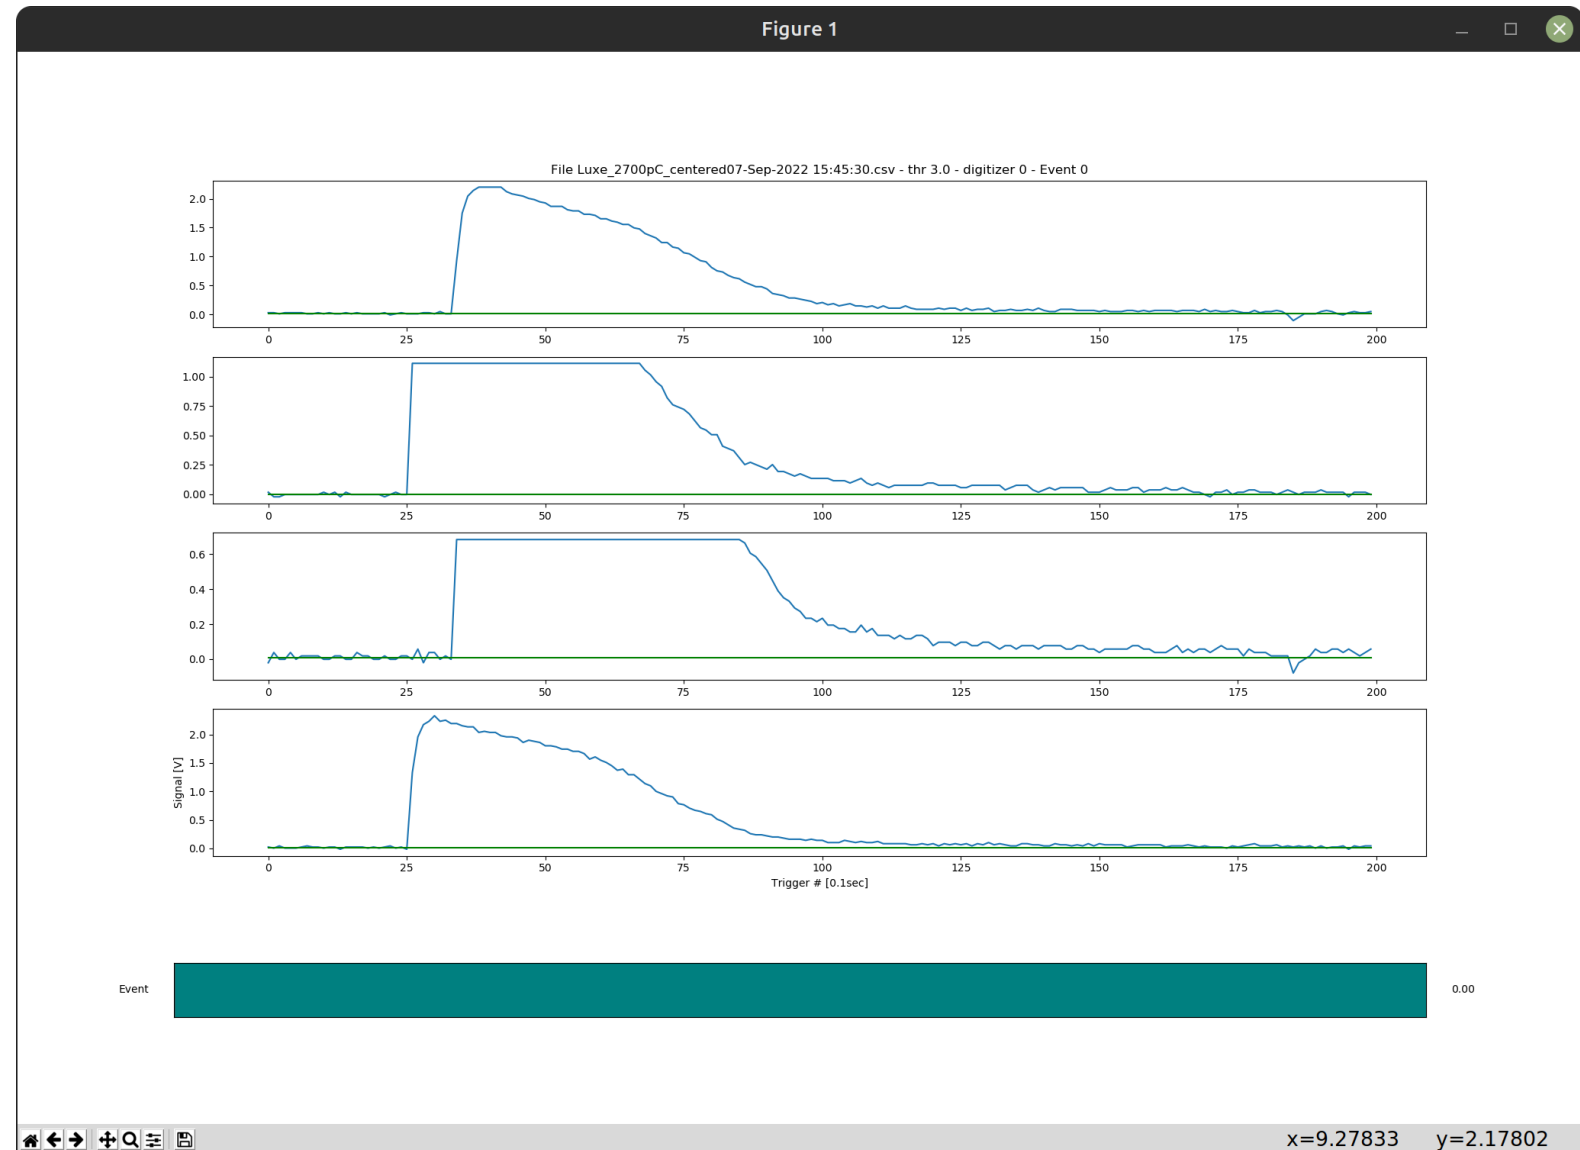 Figure 1
File Luxe_2700pC_centered07-Sep-2022 15:45:30.csv - thr 3.0 - digitizer 0 - Event 0
2.0
1.5
1.0
0.5
0.0
0 25 50 75 100 125 150 175 200
1.00
0.75
0.50
0.25
0.00
0 25 50 75 100 125 150 175 200
0.6
0.4
0.2
0.0
0 25 50 75 100 125 150 175 200
Signal [V]
2.0
1.5
1.0
0.5
0.0
0 25 50 75 100 125 150 175 200
Trigger # [0.1sec]
Event 0.00
x=9.27833 y=2.17802